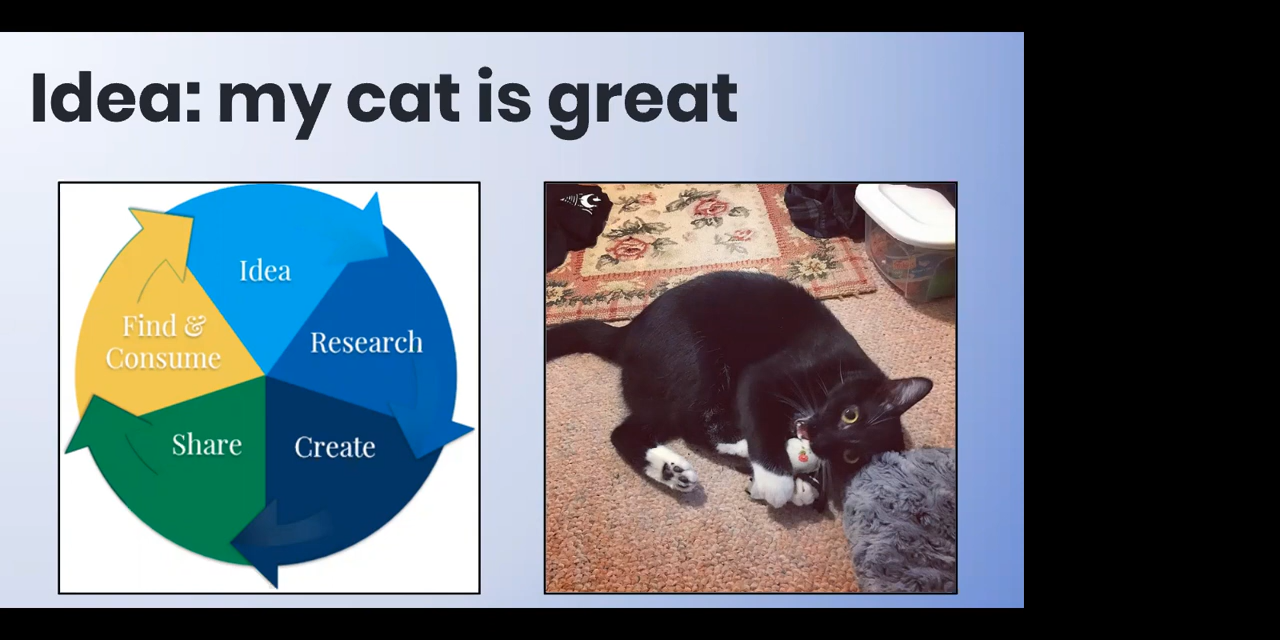 Idea: my cat is great
Idea
Research
Create
Share
Find &
Consume